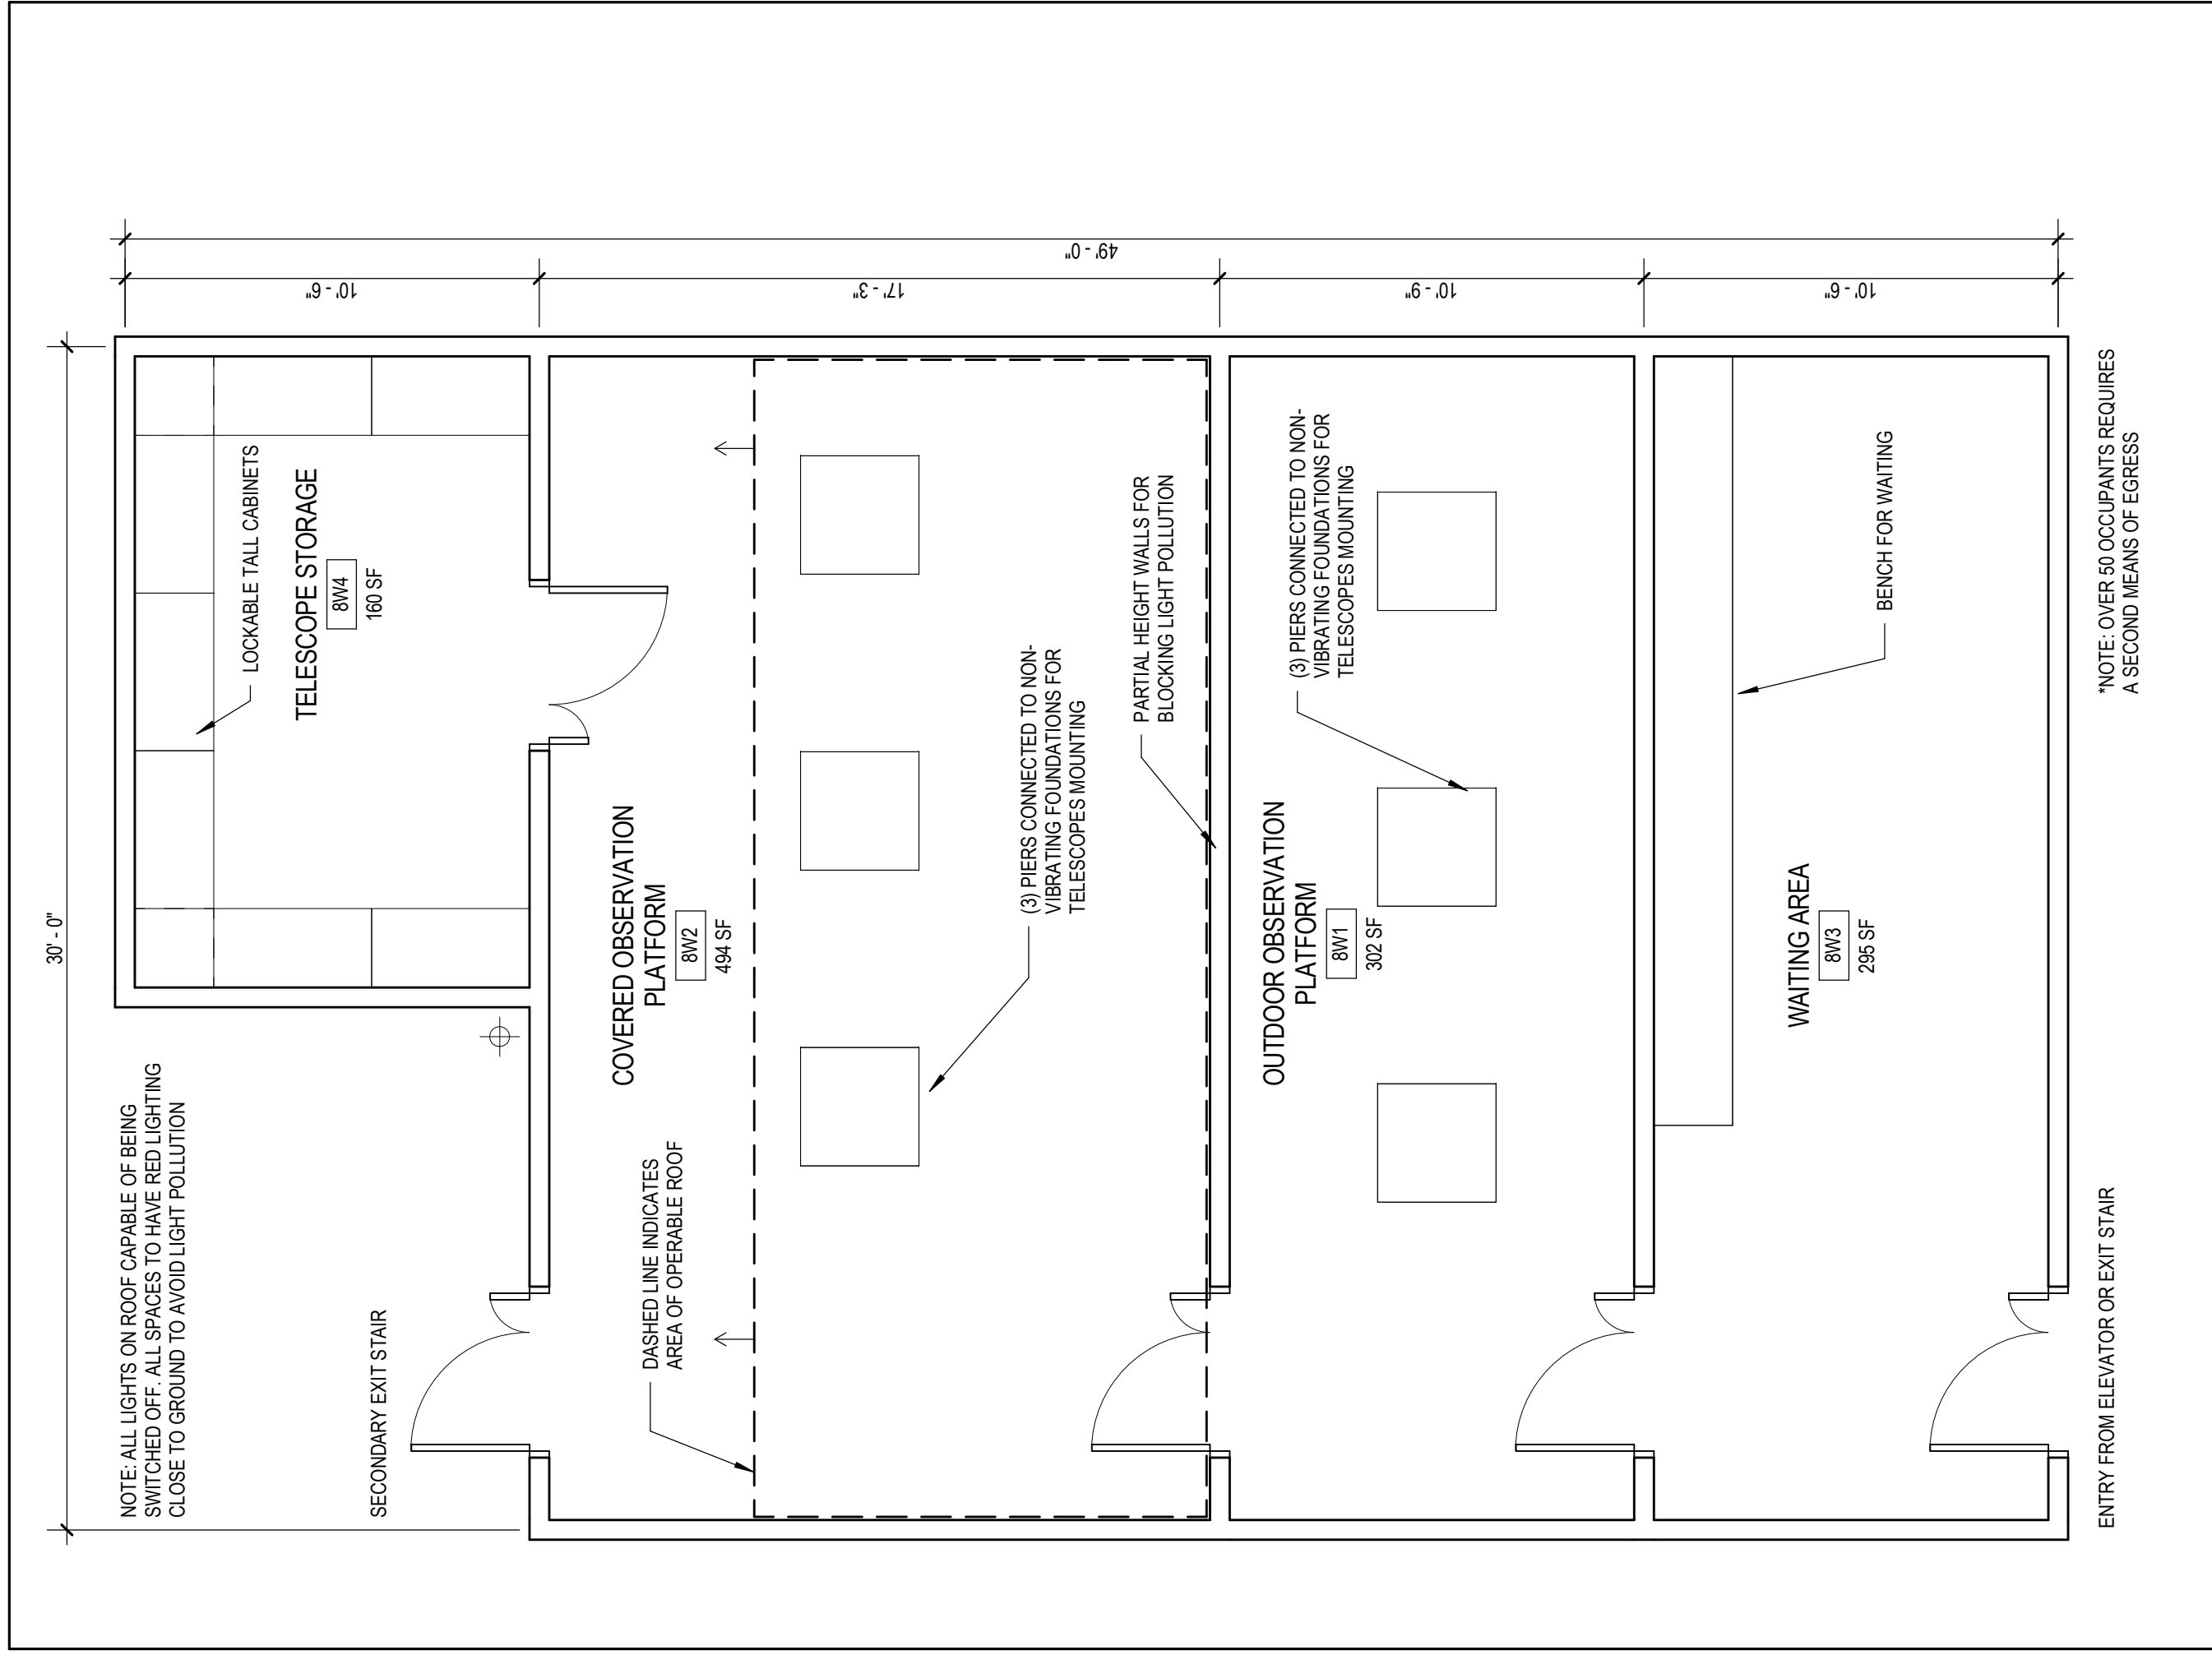 30' - 0"
NOTE: ALL LIGHTS ON ROOF CAPABLE OF BEING
SWITCHED OFF. ALL SPACES TO HAVE RED LIGHTING
CLOSE TO GROUND TO AVOID LIGHT POLLUTION
SECONDARY EXIT STAIR
LOCKABLE TALL CABINETS
TELESCOPE STORAGE
8W4
160 SF
COVERED OBSERVATION
PLATFORM
8W2
494 SF
DASHED LINE INDICATES
AREA OF OPERABLE ROOF
(3) PIERS CONNECTED TO NON-
VIBRATING FOUNDATIONS FOR
TELESCOPES MOUNTING
PARTIAL HEIGHT WALLS FOR
BLOCKING LIGHT POLLUTION
OUTDOOR OBSERVATION
PLATFORM
8W1
302 SF
(3) PIERS CONNECTED TO NON-
VIBRATING FOUNDATIONS FOR
TELESCOPES MOUNTING
WAITING AREA
8W3
295 SF
BENCH FOR WAITING
ENTRY FROM ELEVATOR OR EXIT STAIR
*NOTE: OVER 50 OCCUPANTS REQUIRES
A SECOND MEANS OF EGRESS
10' - 6"
17' - 3"
10' - 9"
10' - 6"
49' - 0"